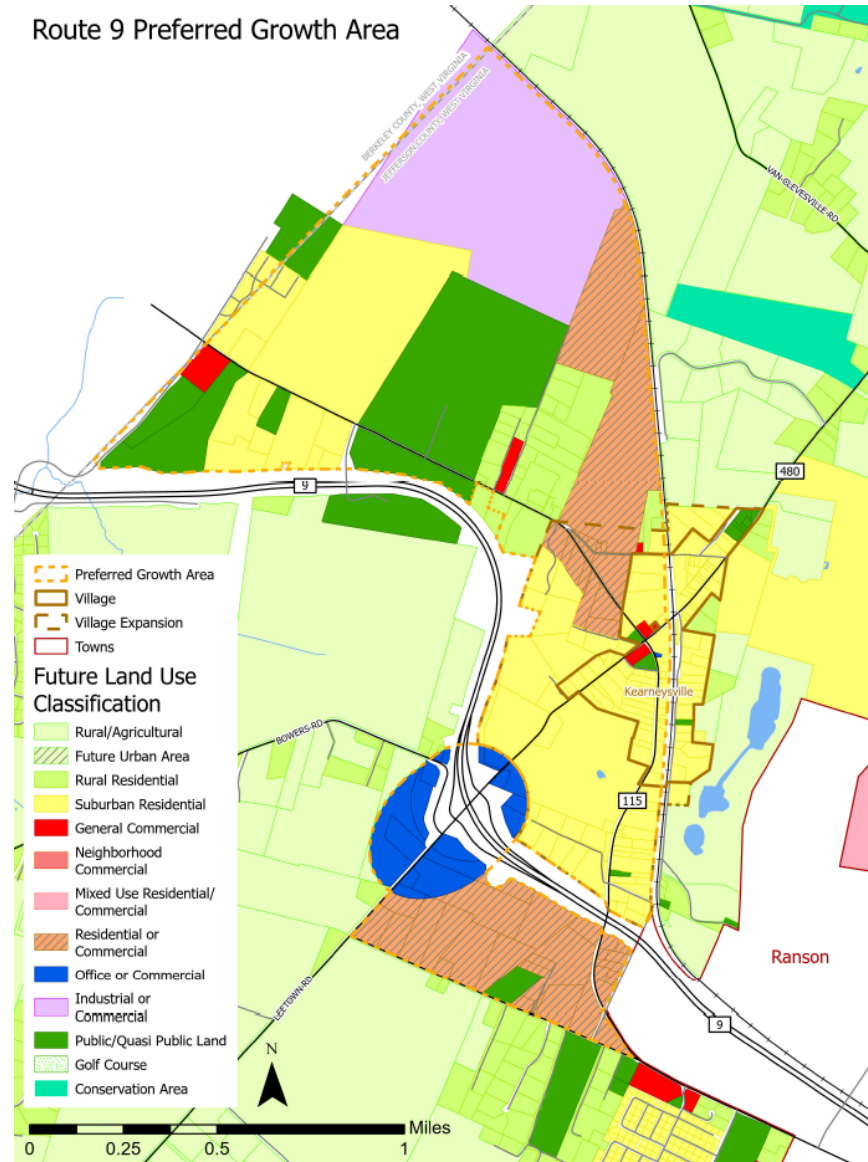 Route 9 Preferred Growth Area
BERKELEY COUNTY, WEST VIRGINIA
JEFFERSON COUNTY, WEST VIRGINIA
VAN CLEVESVILLE-RD
480
9
Preferred Growth Area
Village
Village Expansion
Towns
Future Land Use
Classification
Rural/Agricultural
Future Urban Area
Rural Residential
Suburban Residential
General Commercial
Neighborhood
Commercial
Mixed Use Residential/
Commercial
Residential or
Commercial
Office or Commercial
Industrial or
Commercial
Public/Quasi Public Land
Golf Course
Conservation Area
Kearneysville
BOWERS-RD
115
Ranson
LEETOWN-RD
9
N
Miles
0
0.25
0.5
1